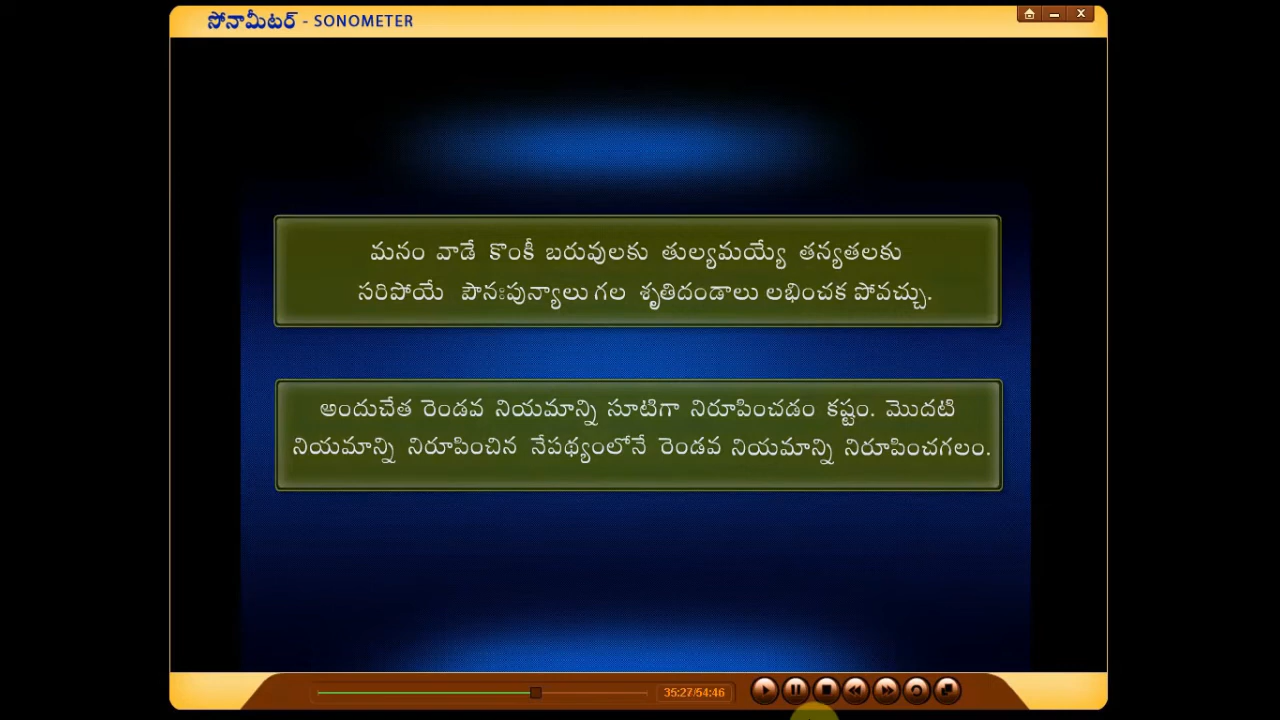 సోనామీటర్ - SONOMETER
మనం వాడే కొంకీ బరువులకు తుల్యమయ్యే తన్యతలకు
సరిపోయే పౌనఃపున్యాలు గల శృతిదండాలు లభించక పోవచ్చు.
అందుచేత రెండవ నియమాన్ని సూటిగా నిరూపించడం కష్టం. మొదటి
నియమాన్ని నిరూపించిన నేపథ్యంలోనే రెండవ నియమాన్ని నిరూపించగలం.
35:27/54:46